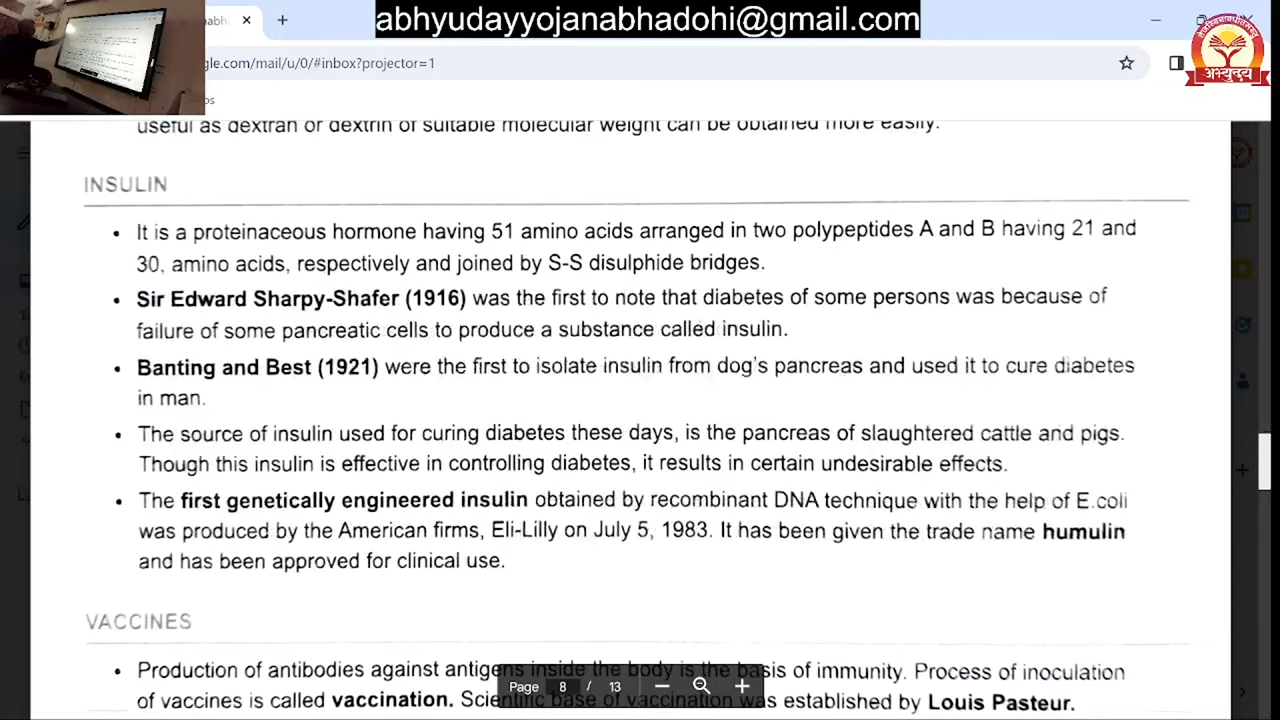 abhyudayyojanabhadohi@gmail.com
gle.com/mail/u/0/#inbox?projector=1
अभ्युदय
useful as dextran or dextrin of suitable molecular weight can be obtained more easily.
INSULIN
• It is a proteinaceous hormone having 51 amino acids arranged in two polypeptides A and B having 21 and
30, amino acids, respectively and joined by S-S disulphide bridges.
• Sir Edward Sharpy-Shafer (1916) was the first to note that diabetes of some persons was because of
failure of some pancreatic cells to produce a substance called insulin.
• Banting and Best (1921) were the first to isolate insulin from dog's pancreas and used it to cure diabetes
in man.
• The source of insulin used for curing diabetes these days, is the pancreas of slaughtered cattle and pigs.
Though this insulin is effective in controlling diabetes, it results in certain undesirable effects.
• The first genetically engineered insulin obtained by recombinant DNA technique with the help of E.coli
was produced by the American firms, Eli-Lilly on July 5, 1983. It has been given the trade name humulin
and has been approved for clinical use.
VACCINES
• Production of antibodies against antigens inside the body is the basis of immunity. Process of inoculation
of vaccines is called vaccination. Scientific base of vaccination was established by Louis Pasteur.
Page 8 / 13